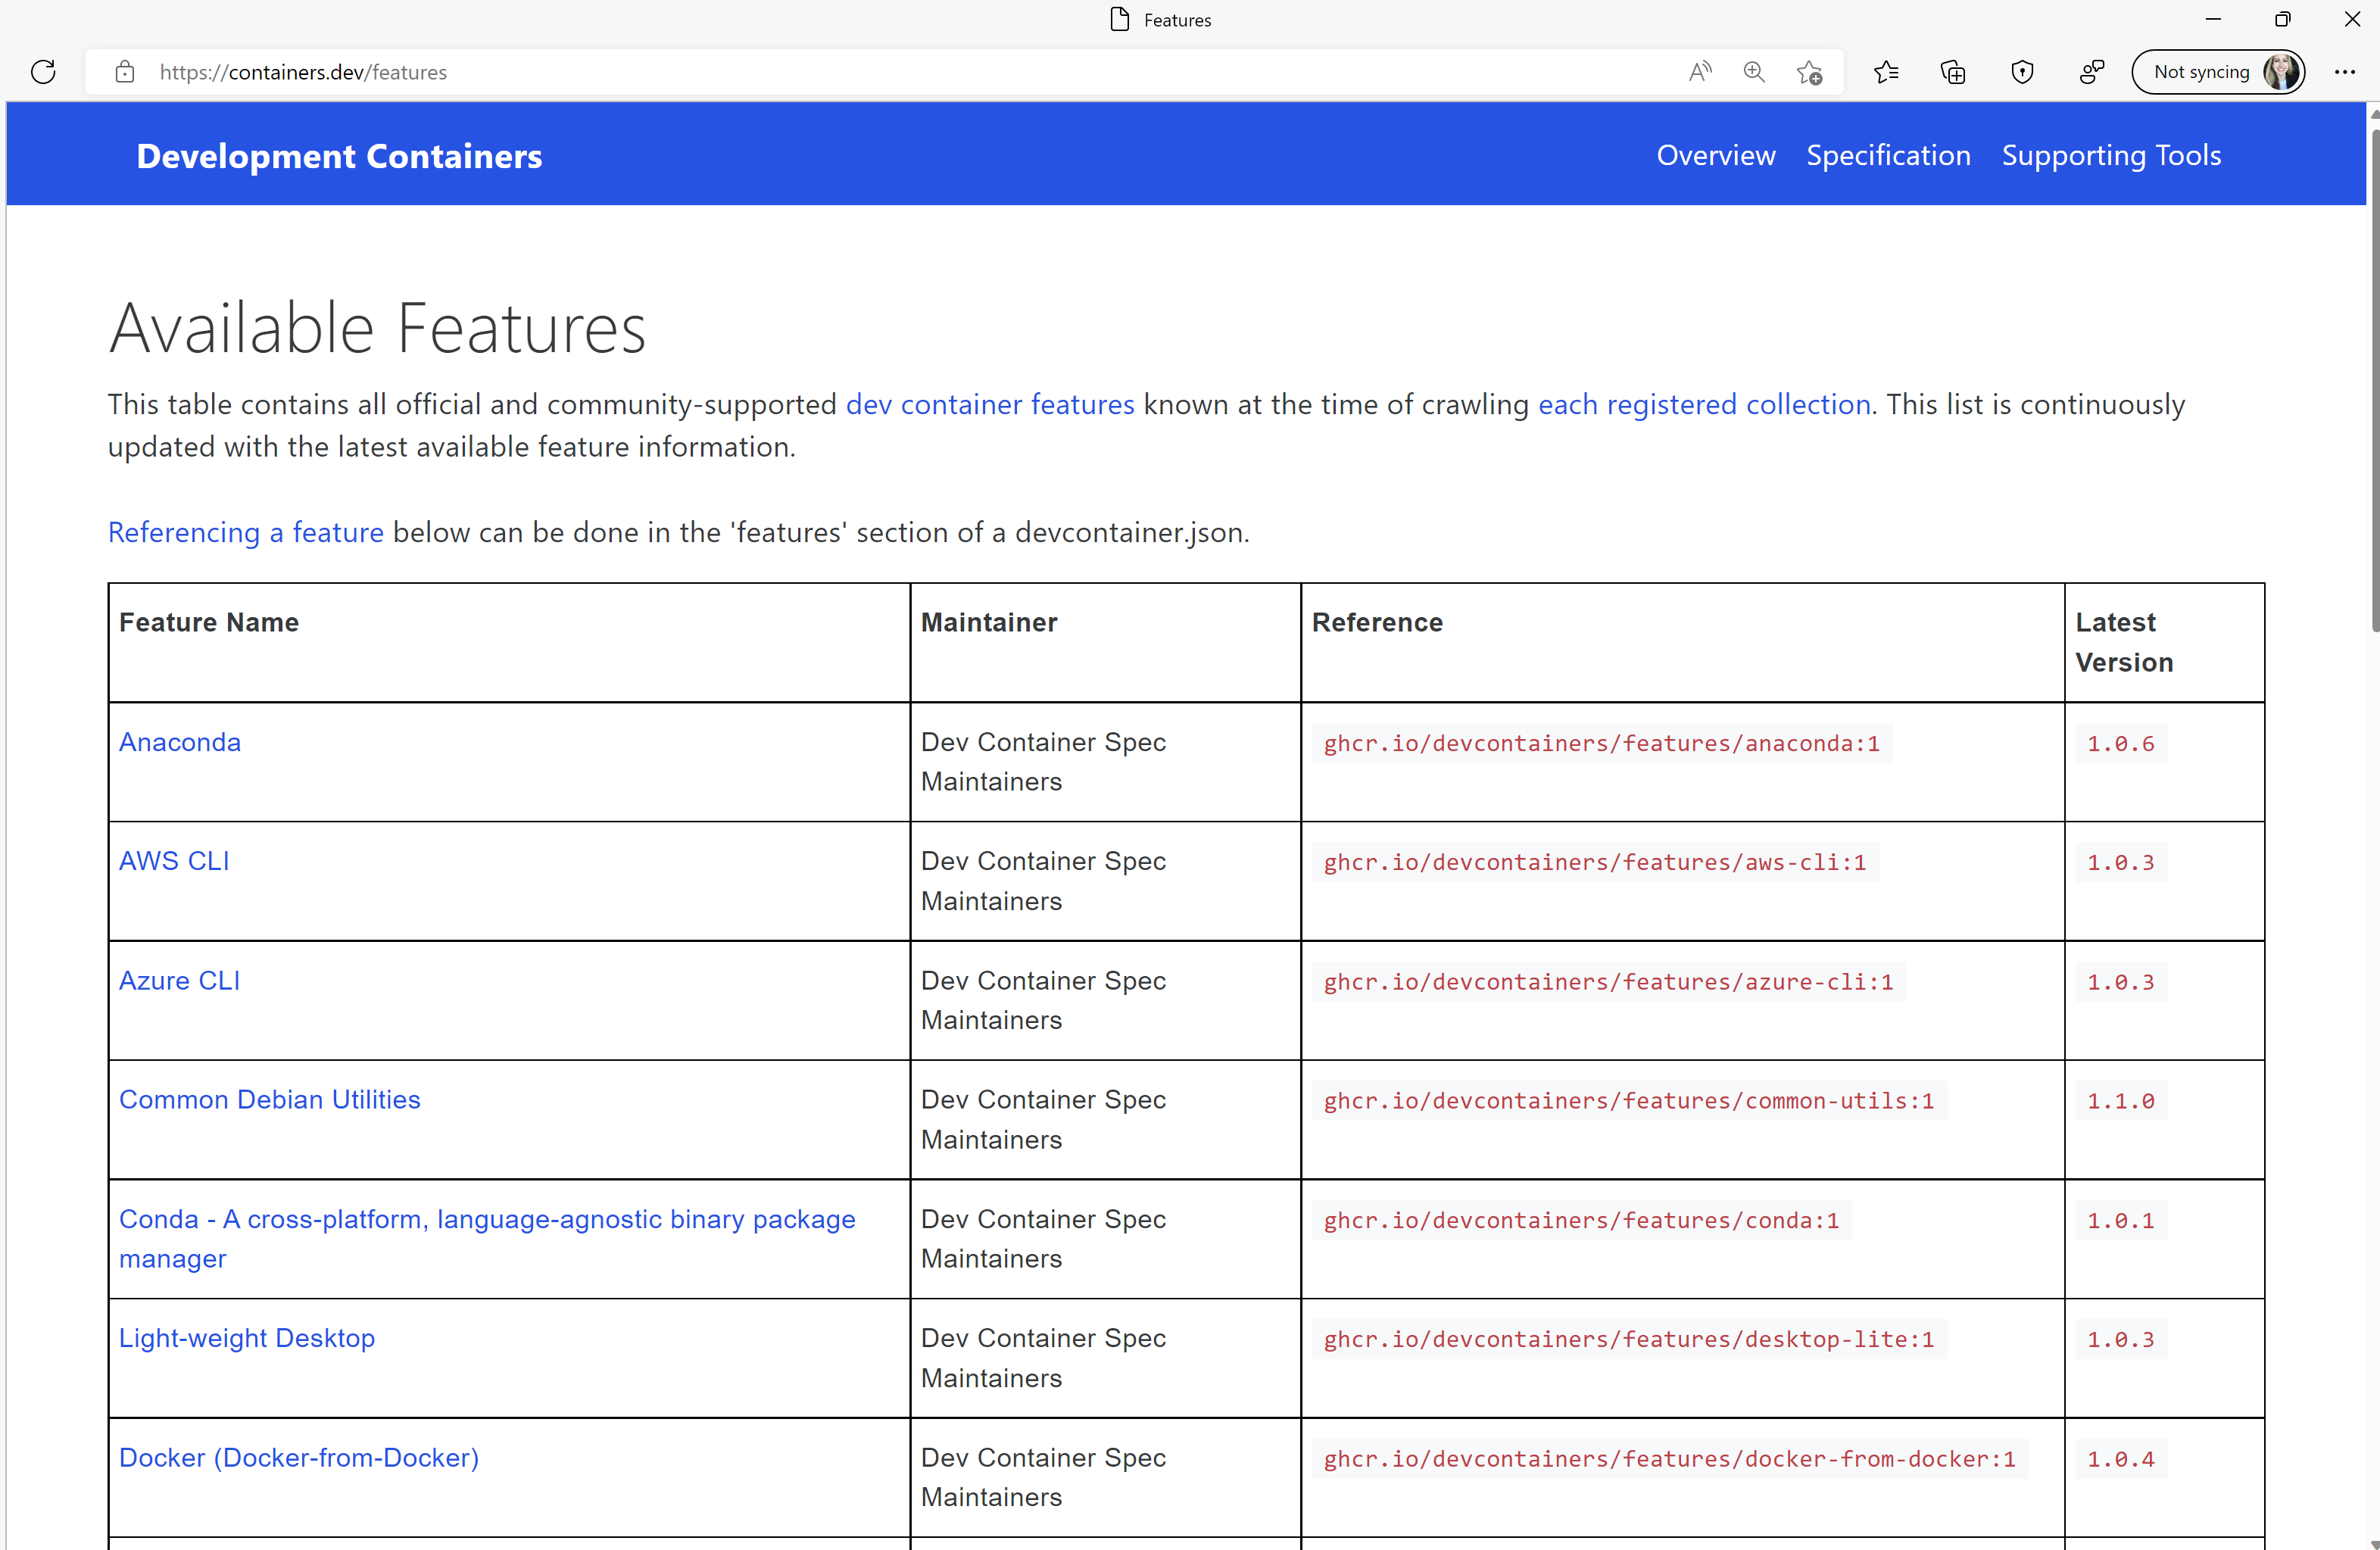 Features
https://containers.dev/features
Not syncing
Development Containers
Overview
Specification
Supporting Tools
Available Features
This table contains all official and community-supported dev container features known at the time of crawling each registered collection. This list is continuously
updated with the latest available feature information.
Referencing a feature below can be done in the 'features' section of a devcontainer.json.
Feature Name
Maintainer
Reference
Latest
Version
Anaconda
Dev Container Spec
Maintainers
ghcr.io/devcontainers/features/anaconda:1
1.0.6
AWS CLI
Dev Container Spec
Maintainers
ghcr.io/devcontainers/features/aws-cli:1
1.0.3
Azure CLI
Dev Container Spec
Maintainers
ghcr.io/devcontainers/features/azure-cli:1
1.0.3
Common Debian Utilities
Dev Container Spec
Maintainers
ghcr.io/devcontainers/features/common-utils:1
1.1.0
Conda - A cross-platform, language-agnostic binary package
manager
Dev Container Spec
Maintainers
ghcr.io/devcontainers/features/conda:1
1.0.1
Light-weight Desktop
Dev Container Spec
Maintainers
ghcr.io/devcontainers/features/desktop-lite:1
1.0.3
Docker (Docker-from-Docker)
Dev Container Spec
Maintainers
ghcr.io/devcontainers/features/docker-from-docker:1
1.0.4